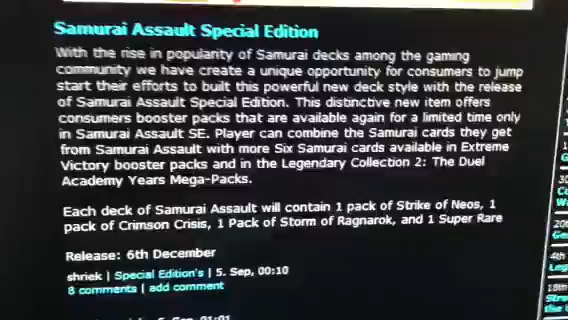 Samurai Assault Special Edition
With the rise in popularity of Samurai decks among the gaming
community we have create a unique opportunity for consumers to jump
start their efforts to built this powerful new deck style with the release
of Samurai Assault Special Edition. This distinctive new item offers
consumers booster packs that are available again for a limited time only
in Samurai Assault SE. Player can combine the Samurai cards they get
from Samurai Assault with more Six Samurai cards available in Extreme
Victory booster packs and in the Legendary Collection 2: The Duel
Academy Years Mega-Packs.
Each deck of Samurai Assault will contain 1 pack of Strike of Neos, 1
pack of Crimson Crisis, 1 Pack of Storm of Ragnarok, and 1 Super Rare
Release: 6th December
shriek | Special Edition's | 5. Sep, 00:10
8 comments | add comment